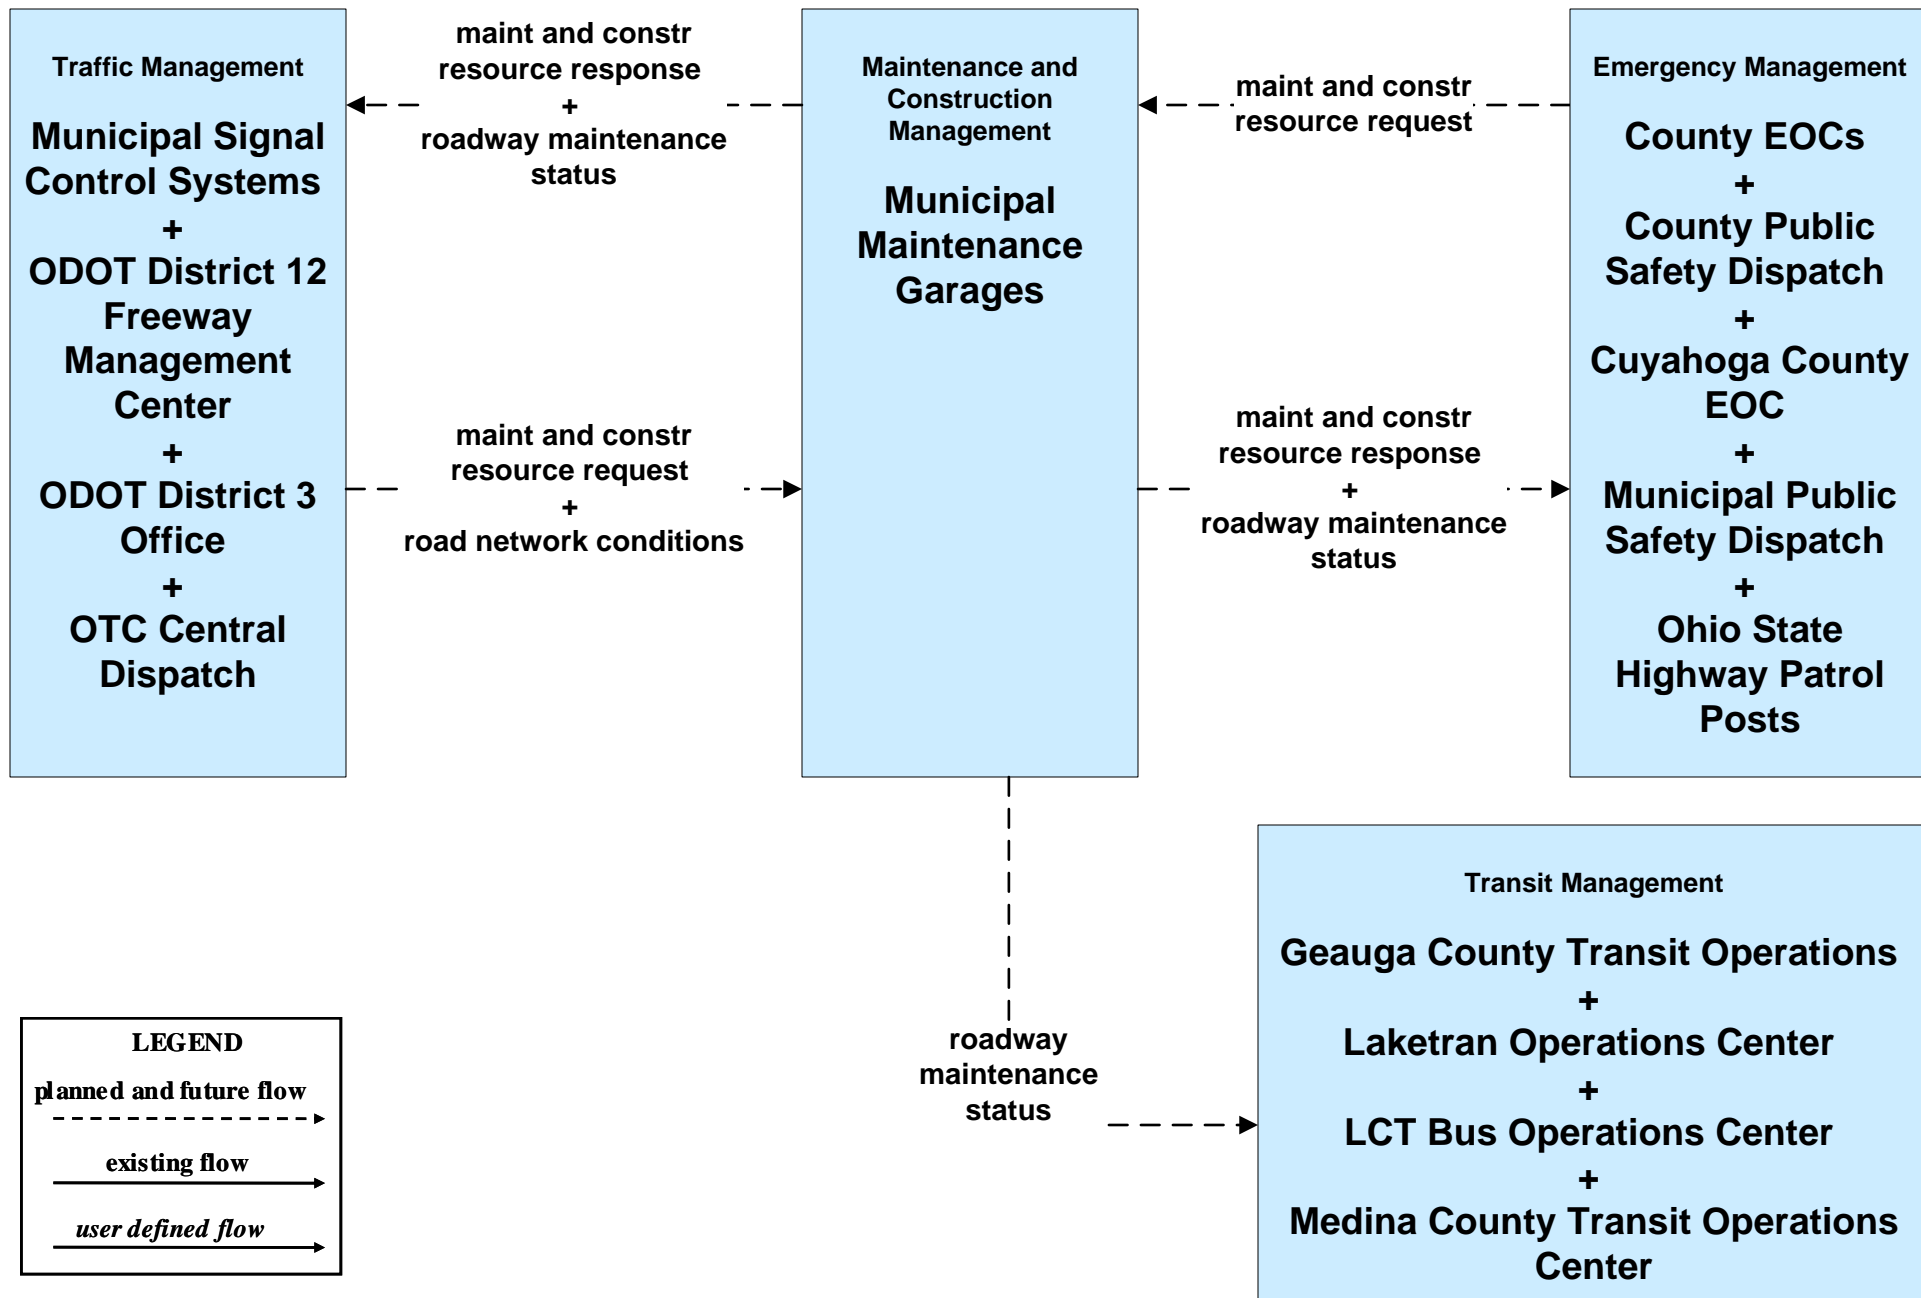 Traffic Management
Municipal Signal
Control Systems
+
ODOT District 12
Freeway
Management
Center
+
ODOT District 3
Office
+
OTC Central
Dispatch
maint and constr
resource response
+
roadway maintenance
status
maint and constr
resource request
+
road network conditions
Maintenance and
Construction
Management
Municipal
Maintenance
Garages
maint and constr
resource request
maint and constr
resource response
+
roadway maintenance
status
Emergency Management
County EOCs
+
County Public
Safety Dispatch
+
Cuyahoga County
EOC
+
Municipal Public
Safety Dispatch
+
Ohio State
Highway Patrol
Posts
roadway
maintenance
status
Transit Management
Geauga County Transit Operations
+
Laketran Operations Center
+
LCT Bus Operations Center
+
Medina County Transit Operations
Center
LEGEND
planned and future flow
existing flow
user defined flow